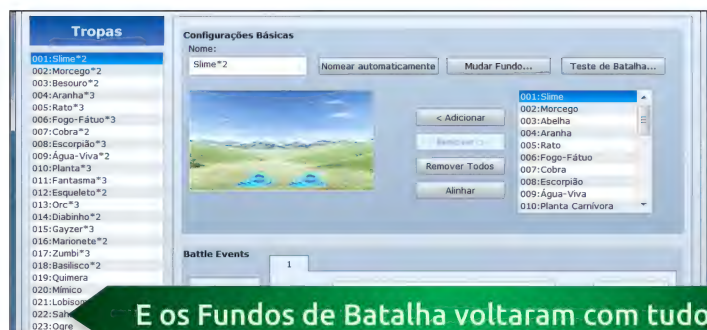 Tropas
001:Slime*2
002:Morcego*2
003:Besouro*2
004:Aranha*4
005:Rato*3
006:Fogo-Fátuo*3
007:Cobra*2
008:Escorpião*3
009:Água-Viva*2
010:Planta*3
011:Fantasma*3
012:Esqueleto*2
013:Orc*3
014:Diabinho*2
015:Gayzer*3
016:Marionete*2
017:Zumbi*3
018:Basilisco*2
019:Quimera
020:Mímico
023:Ogre
Configurações Básicas
Nome:
Slime*2
Nomear automaticamente
Mudar Fundo...
Teste de Batalha...
< Adicionar
Remover Todos
Alinhar
001:Slime
002:Morcego
003:Abelha
004:Aranha
005:Rato
006:Fogo-Fátuo
007:Cobra
008:Escorpião
009:Água-Viva
010:Planta Carnívora
Battle Events
1
E os Fundos de Batalha voltaram com tudo